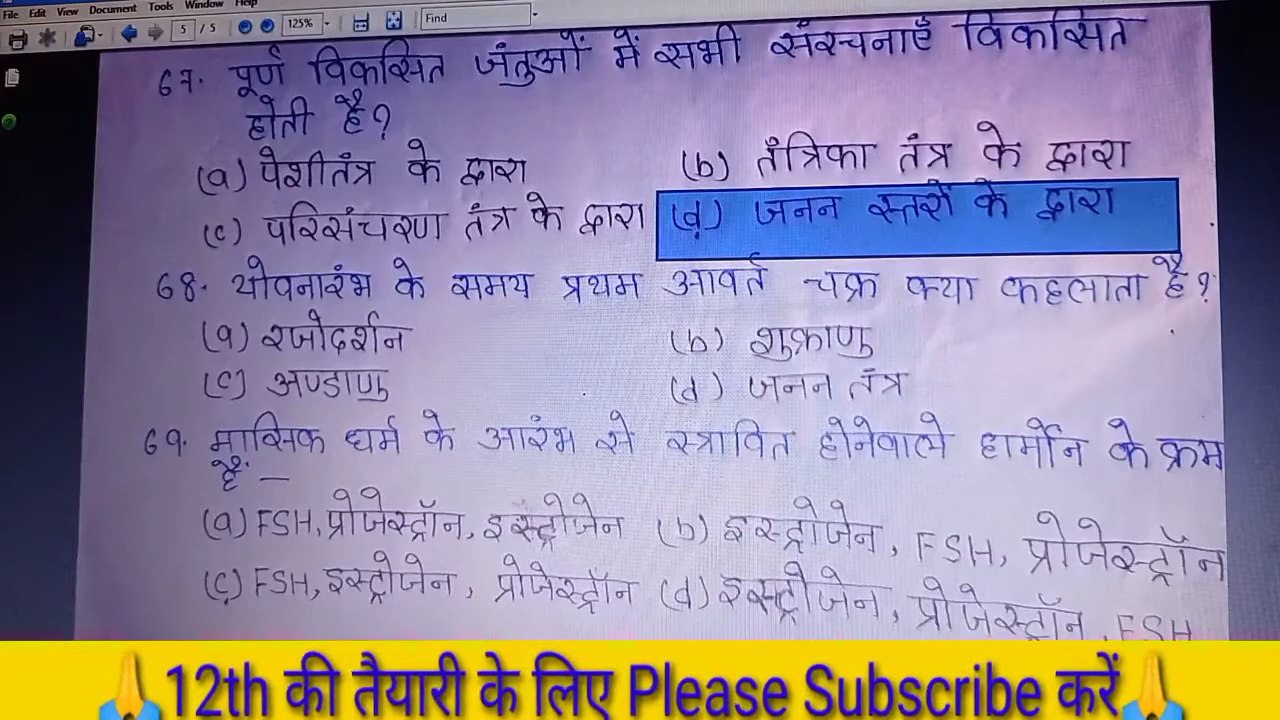 File Edit View Document Tools Window Help
5 / 5 125% Find
67. पूर्ण विकसित जंतुओं में सभी संरचनाएँ विकसित
होती है?
(a) पेशीतंत्र के द्वारा (b) तंत्रिका तंत्र के द्वारा
(c) परिसंचरण तंत्र के द्वारा (d) जनन स्तरों के द्वारा
68. यौवनारंभ के समय प्रथम आवर्त चक्र क्या कहलाता है?
(a) रजोदर्शन (b) शुक्राणु
(c) अण्डाणु (d) जनन तंत्र
69. मासिक धर्म के आरंभ से स्त्रावित होनेवाले हार्मोन के क्रम
हैं —
(a) FSH, प्रोजेस्ट्रॉन, इस्ट्रोजेन (b) इस्ट्रोजेन, FSH, प्रोजेस्ट्रॉन
(c) FSH, इस्ट्रोजेन, प्रोजेस्ट्रॉन (d) इस्ट्रोजेन, प्रोजेस्ट्रॉन, FSH
12th की तैयारी के लिए Please Subscribe करें